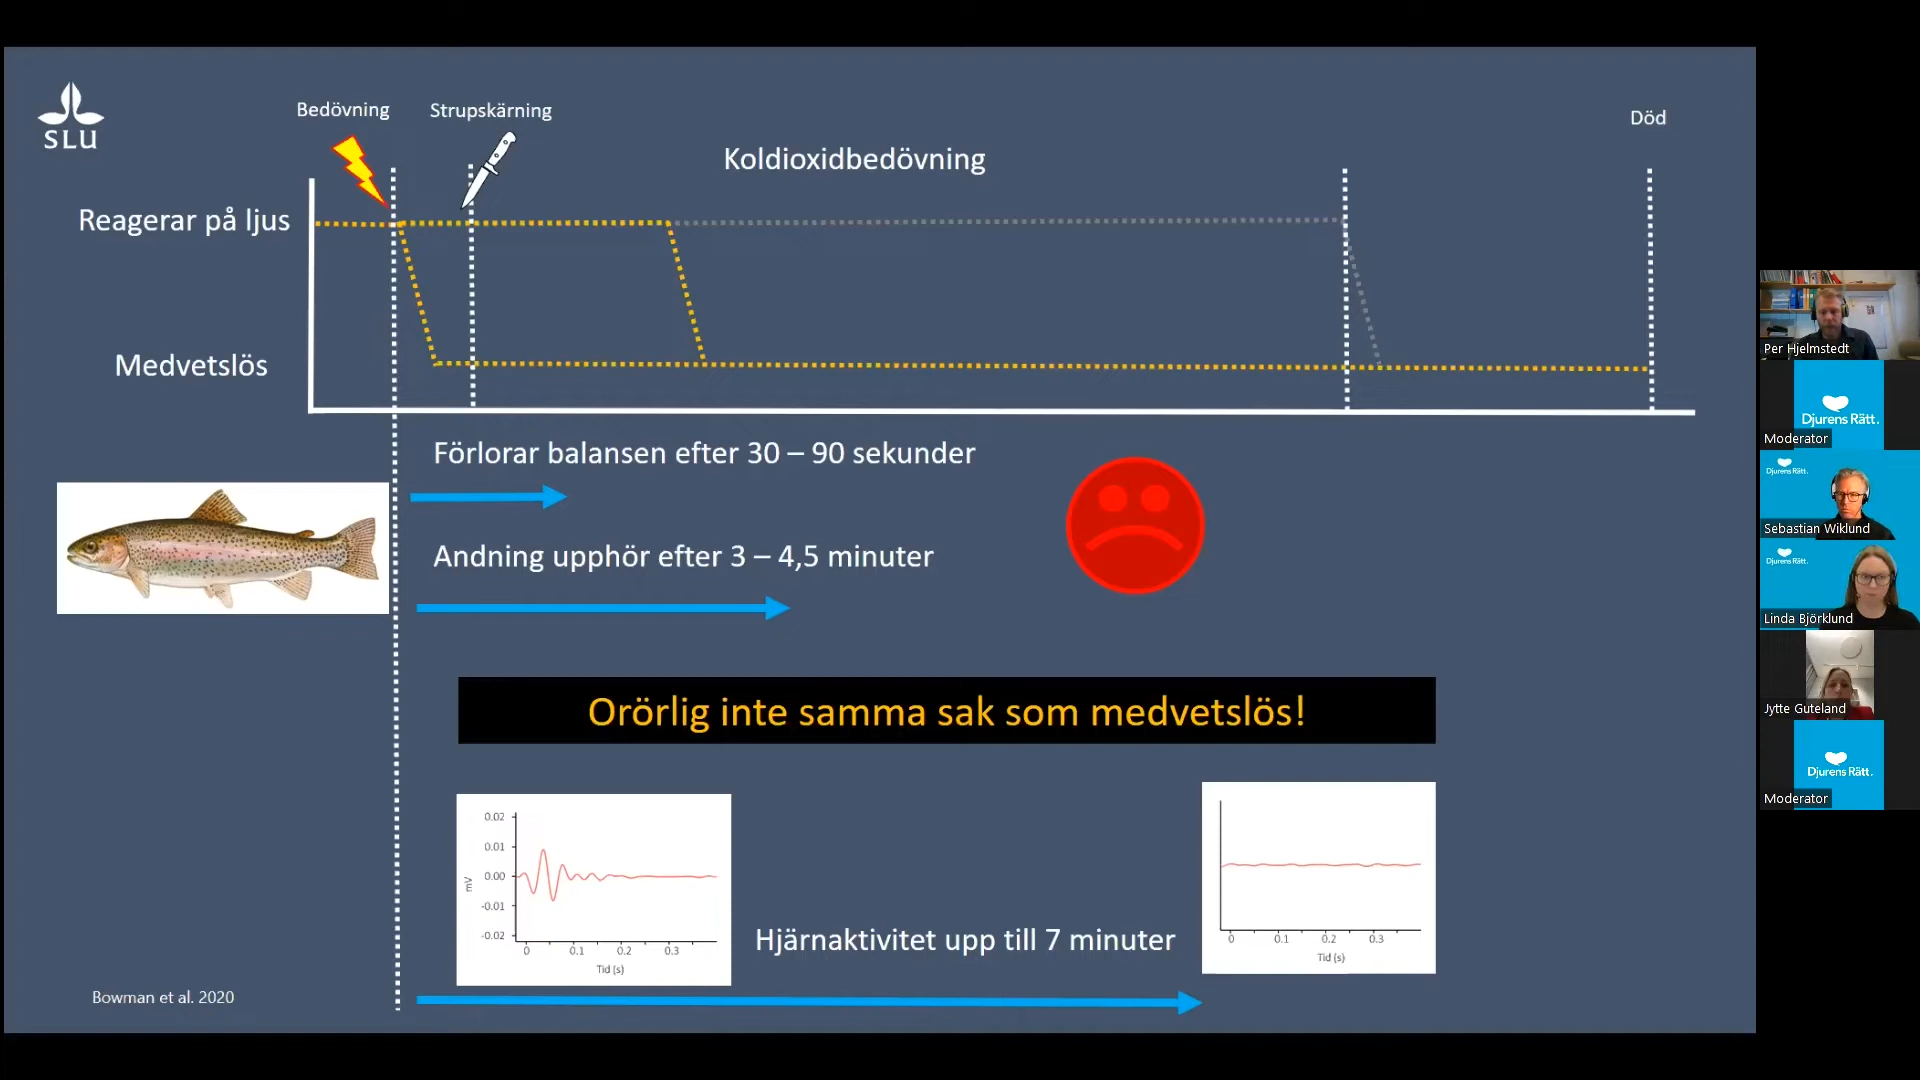 SLU
Bedövning
Strupskärning
Död
Koldioxidbedövning
Reagerar på ljus
Medvetslös
Förlorar balansen efter 30 – 90 sekunder
Andning upphör efter 3 – 4,5 minuter
Orörlig inte samma sak som medvetslös!
0.02
0.01
0.00
-0.01
-0.02
mV
0 0.1 0.2 0.3
Tid (s)
Hjärnaktivitet upp till 7 minuter
0 0.1 0.2 0.3
Tid (s)
Bowman et al. 2020
Per Hjelmstedt
Djurens Rätt.
Moderator
Djurens Rätt.
Sebastian Wiklund
Djurens Rätt.
Linda Björklund
Jytte Guteland
Djurens Rätt.
Moderator